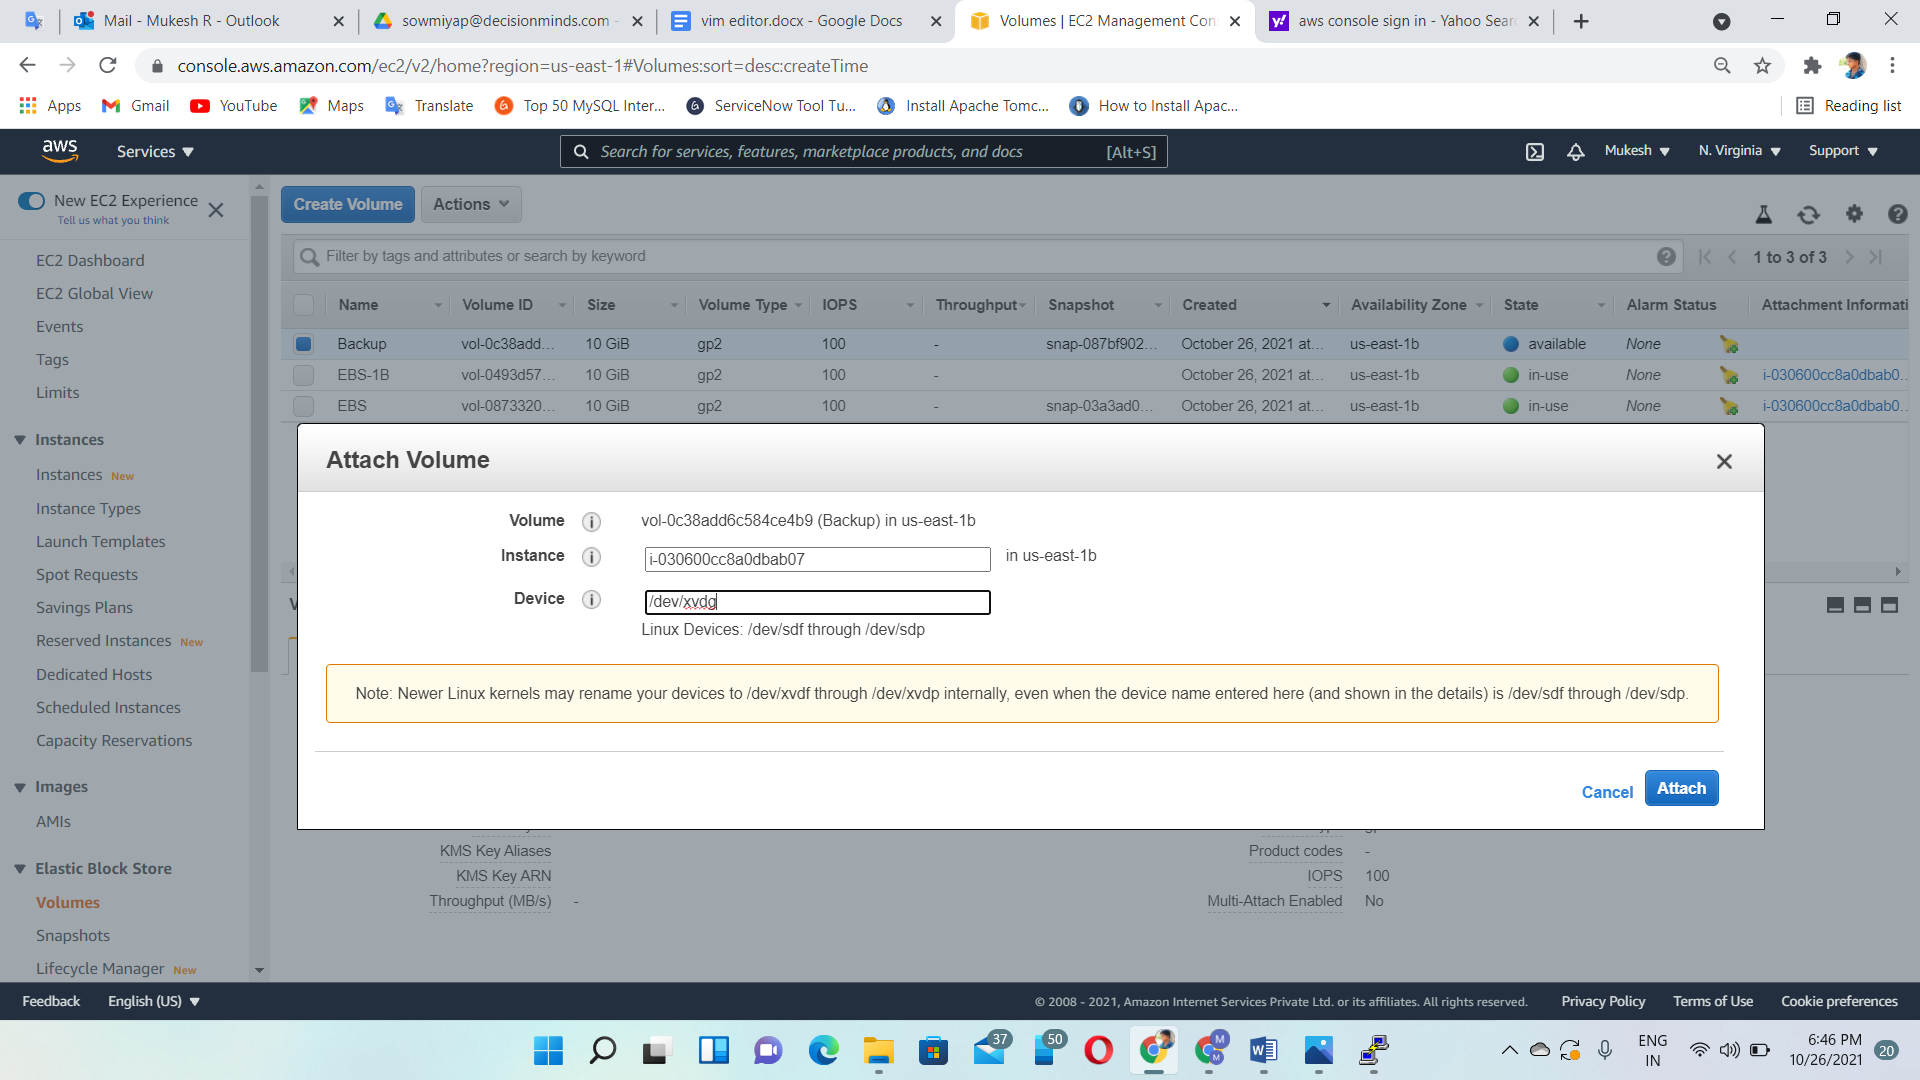 Mail - Mukesh R - Outlook
sowmiyap@decisionminds.com -
vim editor.docx - Google Docs
Volumes | EC2 Management Con
aws console sign in - Yahoo Sear
console.aws.amazon.com/ec2/v2/home?region=us-east-1#Volumes:sort=desc:createTime
Apps
Gmail
YouTube
Maps
Translate
Top 50 MySQL Inter...
ServiceNow Tool Tu...
Install Apache Tomc...
How to Install Apac...
Reading list
aws
Services
Search for services, features, marketplace products, and docs
[Alt+S]
Mukesh
N. Virginia
Support
New EC2 Experience
Tell us what you think
EC2 Dashboard
EC2 Global View
Events
Tags
Limits
Instances
Instances New
Instance Types
Launch Templates
Spot Requests
Savings Plans
Reserved Instances New
Dedicated Hosts
Scheduled Instances
Capacity Reservations
Images
AMIs
Elastic Block Store
Volumes
Snapshots
Lifecycle Manager New
Create Volume
Actions
Filter by tags and attributes or search by keyword
1 to 3 of 3
Name Volume ID Size Volume Type IOPS Throughput Snapshot Created Availability Zone State Alarm Status Attachment Informati
Backup vol-0c38add... 10 GiB gp2 100 - snap-087bf902... October 26, 2021 at... us-east-1b available None
EBS-1B vol-0493d57... 10 GiB gp2 100 - October 26, 2021 at... us-east-1b in-use None i-030600cc8a0dbab0...
EBS vol-0873320... 10 GiB gp2 100 - snap-03a3ad0... October 26, 2021 at... us-east-1b in-use None i-030600cc8a0dbab0...
Attach Volume
Volume vol-0c38add6c584ce4b9 (Backup) in us-east-1b
Instance i-030600cc8a0dbab07 in us-east-1b
Device /dev/xvdg
Linux Devices: /dev/sdf through /dev/sdp
Note: Newer Linux kernels may rename your devices to /dev/xvdf through /dev/xvdp internally, even when the device name entered here (and shown in the details) is /dev/sdf through /dev/sdp.
Cancel
Attach
KMS Key Aliases
Product codes -
KMS Key ARN
IOPS 100
Throughput (MB/s) -
Multi-Attach Enabled No
Feedback
English (US)
© 2008 - 2021, Amazon Internet Services Private Ltd. or its affiliates. All rights reserved.
Privacy Policy
Terms of Use
Cookie preferences
37
50
M
M
ENG
IN
6:46 PM
10/26/2021
20